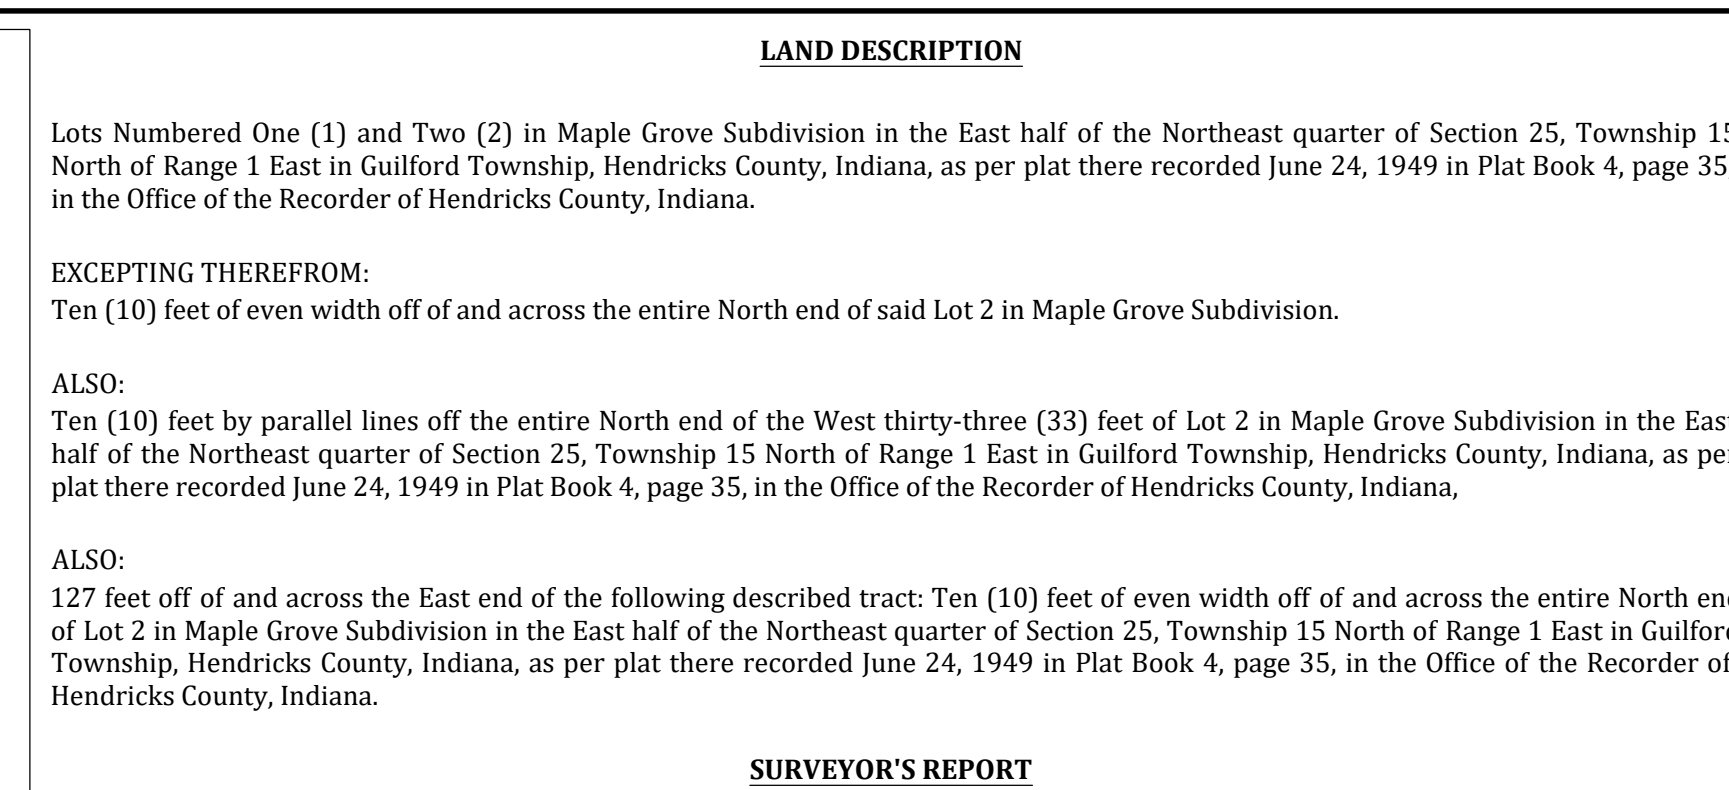 LAND DESCRIPTION
Lots Numbered One (1) and Two (2) in Maple Grove Subdivision in the East half of the Northeast quarter of Section 25, Township 15
North of Range 1 East in Guilford Township, Hendricks County, Indiana, as per plat there recorded June 24, 1949 in Plat Book 4, page 35,
in the Office of the Recorder of Hendricks County, Indiana.
EXCEPTING THEREFROM:
Ten (10) feet of even width off of and across the entire North end of said Lot 2 in Maple Grove Subdivision.
ALSO:
Ten (10) feet by parallel lines off the entire North end of the West thirty-three (33) feet of Lot 2 in Maple Grove Subdivision in the East
half of the Northeast quarter of Section 25, Township 15 North of Range 1 East in Guilford Township, Hendricks County, Indiana, as per
plat there recorded June 24, 1949 in Plat Book 4, page 35, in the Office of the Recorder of Hendricks County, Indiana,
ALSO:
127 feet off of and across the East end of the following described tract: Ten (10) feet of even width off of and across the entire North end
of Lot 2 in Maple Grove Subdivision in the East half of the Northeast quarter of Section 25, Township 15 North of Range 1 East in Guilford
Township, Hendricks County, Indiana, as per plat there recorded June 24, 1949 in Plat Book 4, page 35, in the Office of the Recorder of
Hendricks County, Indiana.
SURVEYOR'S REPORT